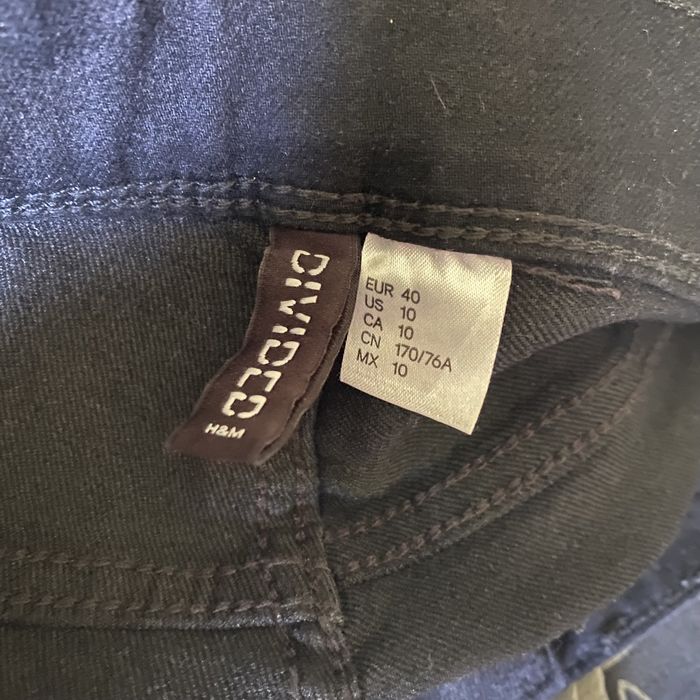 DIVIDED
H&M
EUR 40
US 10
CA 10
CN 170/76A
MX 10